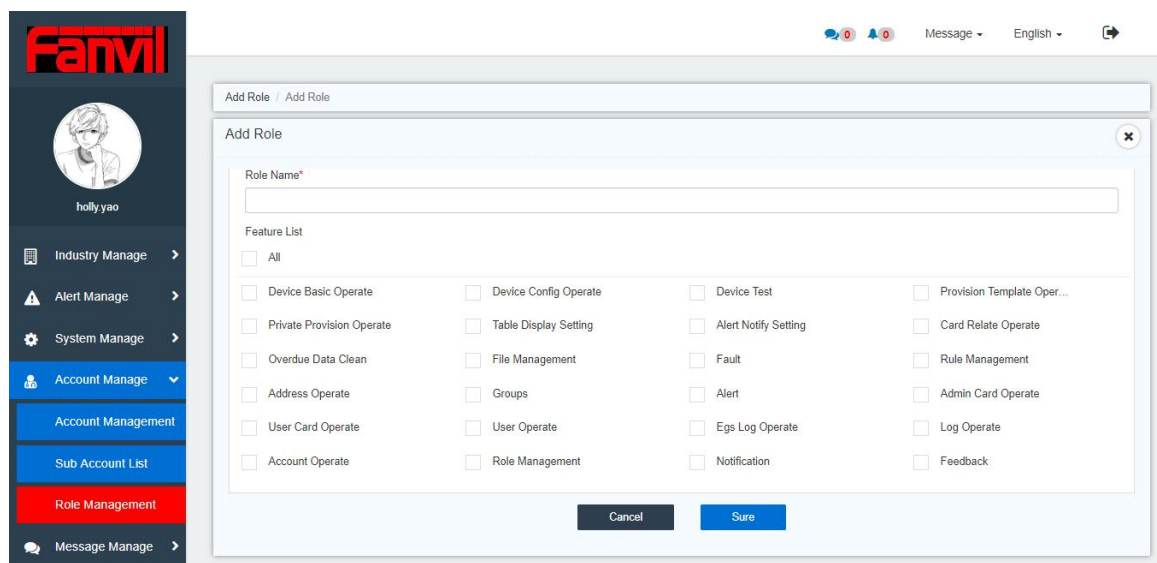 Fanvil
0 0 Message English
holly.yao
Industry Manage
Alert Manage
System Manage
Account Manage
Account Management
Sub Account List
Role Management
Message Manage
Add Role / Add Role
Add Role
Role Name*
Feature List
All
Device Basic Operate Device Config Operate Device Test Provision Template Oper...
Private Provision Operate Table Display Setting Alert Notify Setting Card Relate Operate
Overdue Data Clean File Management Fault Rule Management
Address Operate Groups Alert Admin Card Operate
User Card Operate User Operate Egs Log Operate Log Operate
Account Operate Role Management Notification Feedback
Cancel Sure